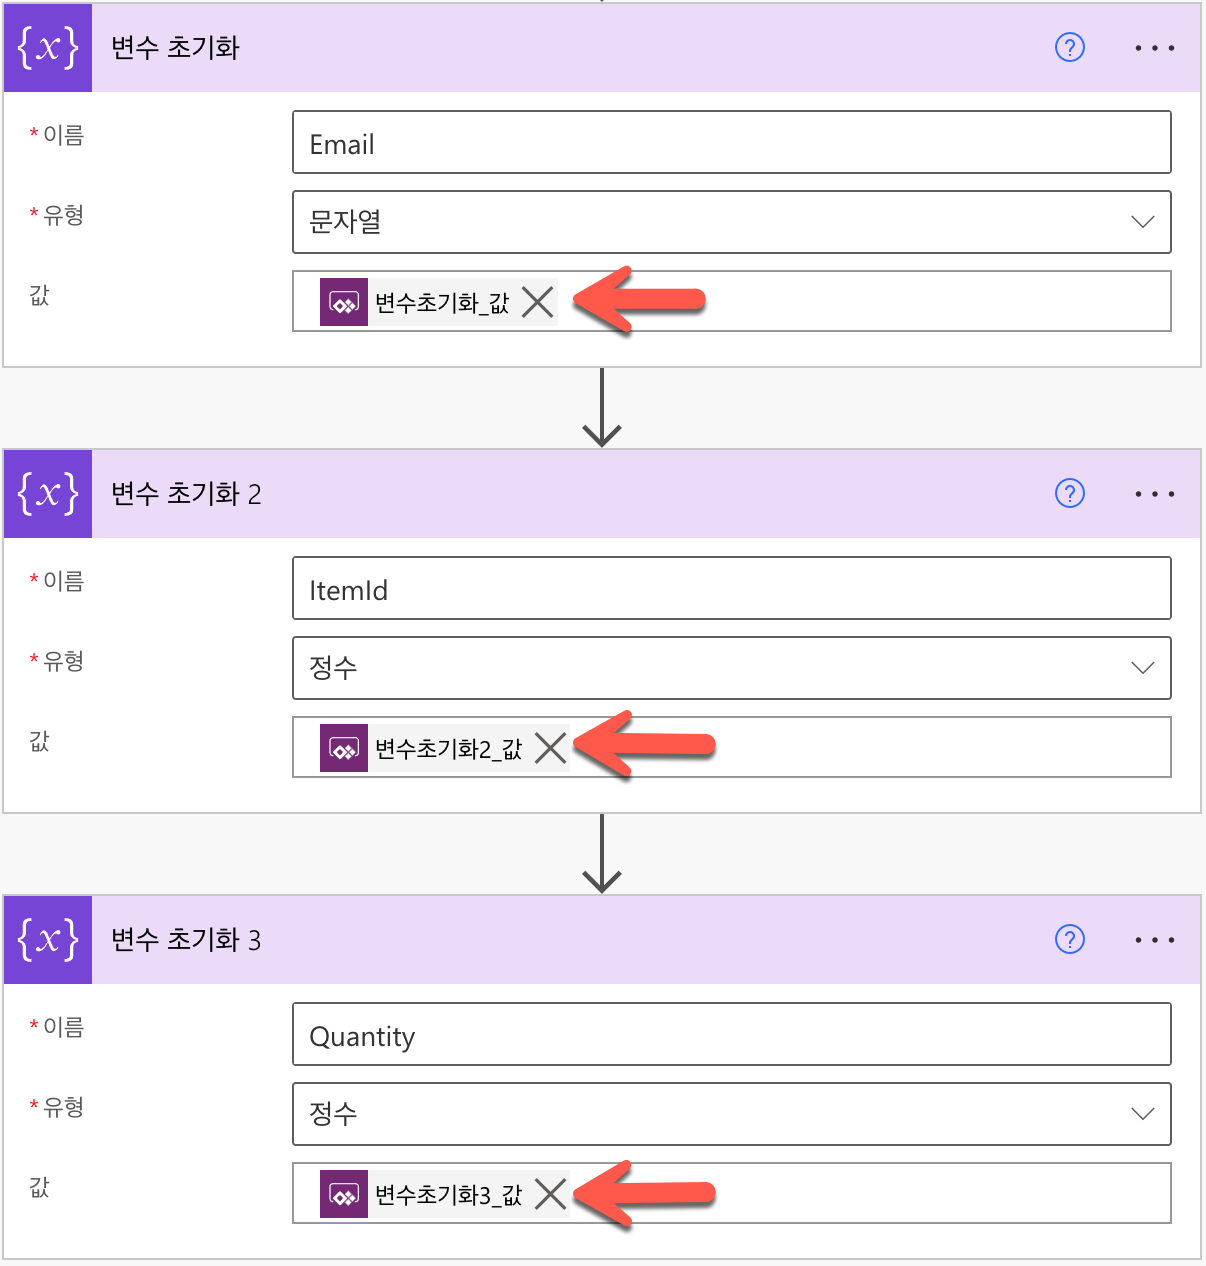 {x} 변수 초기화 ? ...
* 이름 Email
* 유형 문자열
값 변수초기화_값
{x} 변수 초기화 2 ? ...
* 이름 ItemId
* 유형 정수
값 변수초기화2_값
{x} 변수 초기화 3 ? ...
* 이름 Quantity
* 유형 정수
값 변수초기화3_값